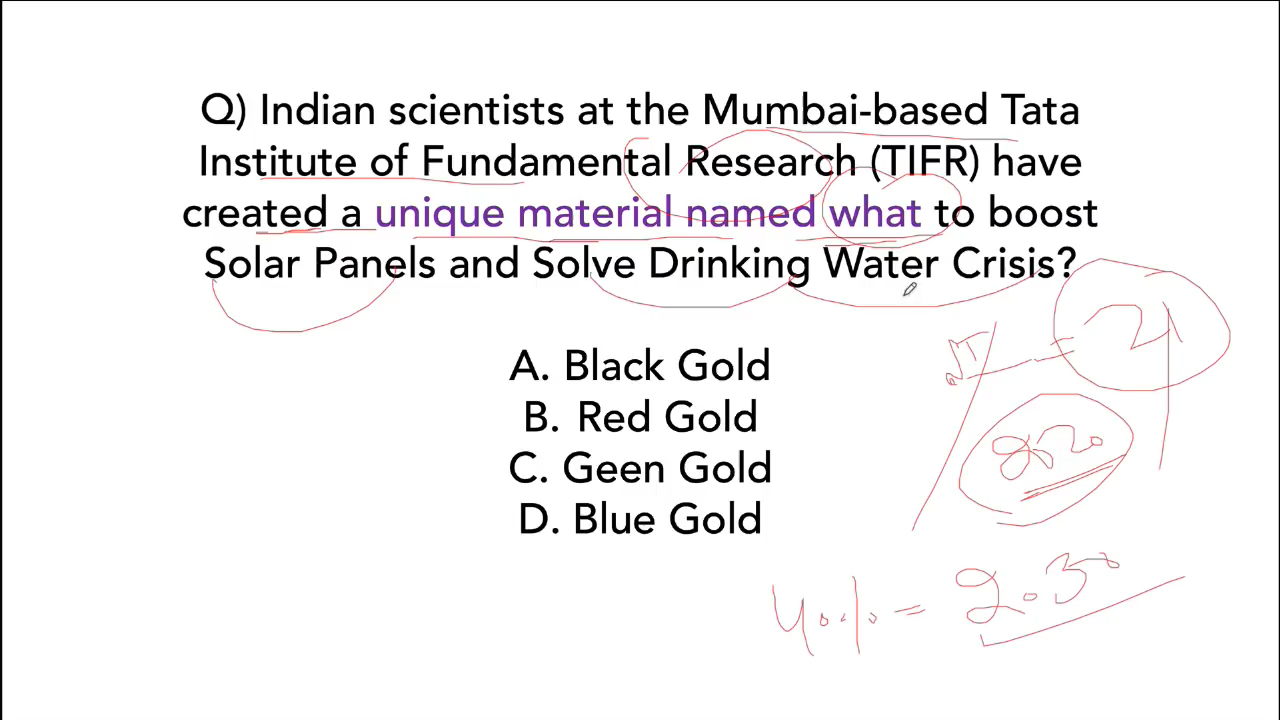 Q) Indian scientists at the Mumbai-based Tata
Institute of Fundamental Research (TIFR) have
created a unique material named what to boost
Solar Panels and Solve Drinking Water Crisis?
A. Black Gold
B. Red Gold
C. Geen Gold
D. Blue Gold
21